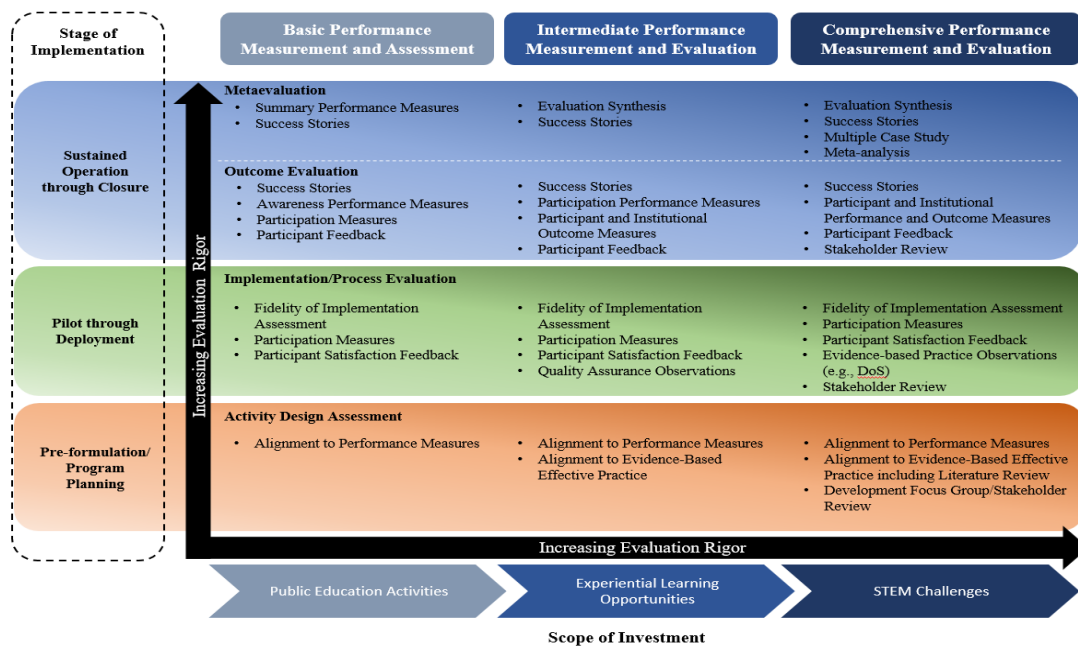 Stage of
Implementation
Basic Performance
Measurement and Assessment
Intermediate Performance
Measurement and Evaluation
Comprehensive Performance
Measurement and Evaluation
Sustained
Operation
through Closure
Metaevaluation
• Summary Performance Measures
• Success Stories
• Evaluation Synthesis
• Success Stories
• Evaluation Synthesis
• Success Stories
• Multiple Case Study
• Meta-analysis
Outcome Evaluation
• Success Stories
• Awareness Performance Measures
• Participation Measures
• Participant Feedback
• Success Stories
• Participation Performance Measures
• Participant and Institutional
Outcome Measures
• Participant Feedback
• Success Stories
• Participant and Institutional
Performance and Outcome Measures
• Participant Feedback
• Stakeholder Review
Pilot through
Deployment
Implementation/Process Evaluation
• Fidelity of Implementation
Assessment
• Participation Measures
• Participant Satisfaction Feedback
• Fidelity of Implementation
Assessment
• Participation Measures
• Participant Satisfaction Feedback
• Quality Assurance Observations
• Fidelity of Implementation Assessment
• Participation Measures
• Participant Satisfaction Feedback
• Evidence-based Practice Observations
(e.g., DoS)
• Stakeholder Review
Pre-formulation/
Program
Planning
Activity Design Assessment
• Alignment to Performance Measures
• Alignment to Performance Measures
• Alignment to Evidence-Based
Effective Practice
• Alignment to Performance Measures
• Alignment to Evidence-Based Effective
Practice including Literature Review
• Development Focus Group/Stakeholder
Review
Increasing Evaluation Rigor
Increasing Evaluation Rigor
Public Education Activities
Experiential Learning
Opportunities
STEM Challenges
Scope of Investment